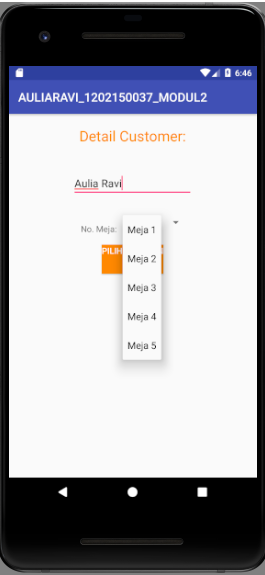 6:46
AULIARAVI_1202150037_MODUL2
Detail Customer:
Aulia Ravi
No. Meja:
Meja 1
PILIH
Meja 2
Meja 3
Meja 4
Meja 5